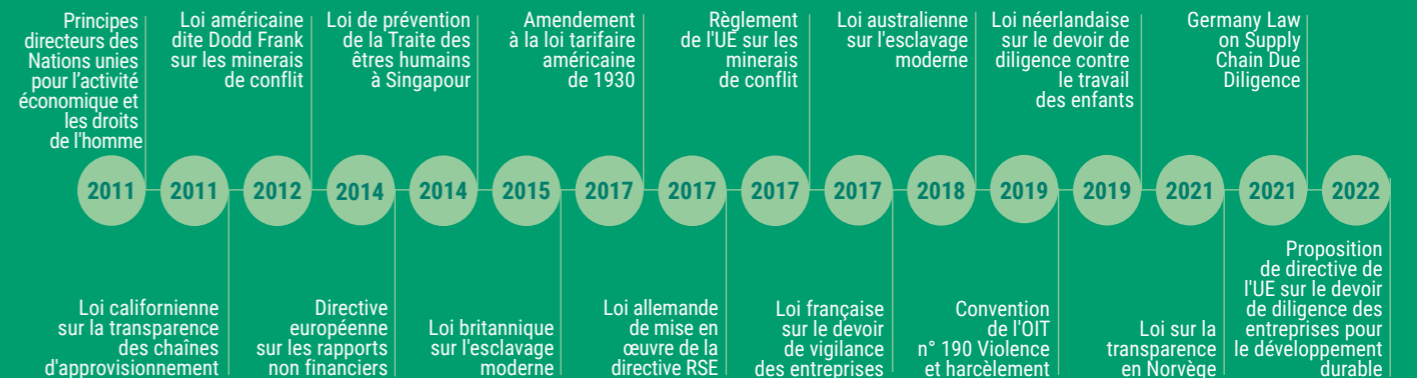 Principes
directeurs des
Nations unies
pour l'activité
économique et
les droits
de l'homme
Loi américaine
dite Dodd Frank
sur les minerais
de conflit
Loi de prévention
de la Traite des
êtres humains
à Singapour
Amendement
à la loi tarifaire
américaine
de 1930
Règlement
de l'UE sur les
minerais
de conflit
Loi australienne
sur l'esclavage
moderne
Loi néerlandaise
sur le devoir de
diligence contre
le travail
des enfants
Germany Law
on Supply
Chain Due
Diligence
2011
2011
2012
2014
2014
2015
2017
2017
2017
2017
2018
2019
2019
2021
2021
2022
Loi californienne
sur la transparence
des chaînes
d'approvisionnement
Directive
européenne
sur les rapports
non financiers
Loi britannique
sur l'esclavage
moderne
Loi allemande
de mise en
œuvre de la
directive RSE
Loi française
sur le devoir
de vigilance
des entreprises
Convention
de l'OIT
n° 190 Violence
et harcèlement
Loi sur la
transparence
en Norvège
Proposition
de directive de
l'UE sur le devoir
de diligence des
entreprises pour
le développement
durable